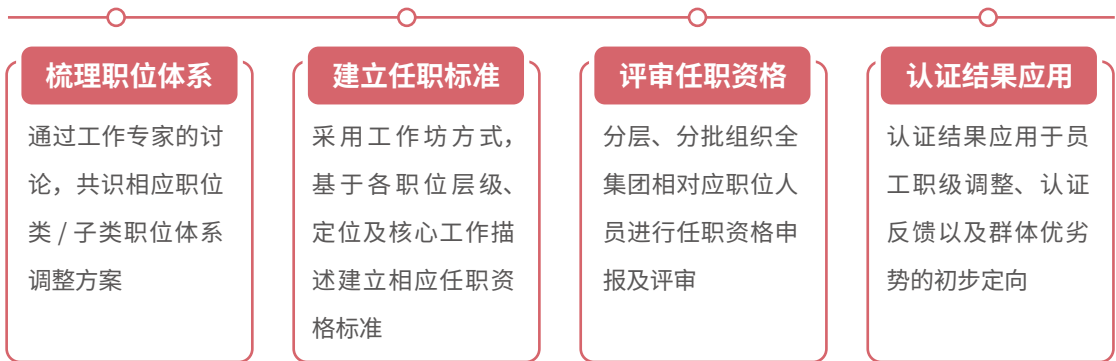 梳理职位体系
通过工作专家的讨
论，共识相应职位
类 / 子类职位体系
调整方案
建立任职标准
采用工作坊方式，
基于各职位层级、
定位及核心工作描
述建立相应任职资
格标准
评审任职资格
分层、分批组织全
集团相对应职位人
员进行任职资格申
报及评审
认证结果应用
认证结果应用于员
工职级调整、认证
反馈以及群体优劣
势的初步定向